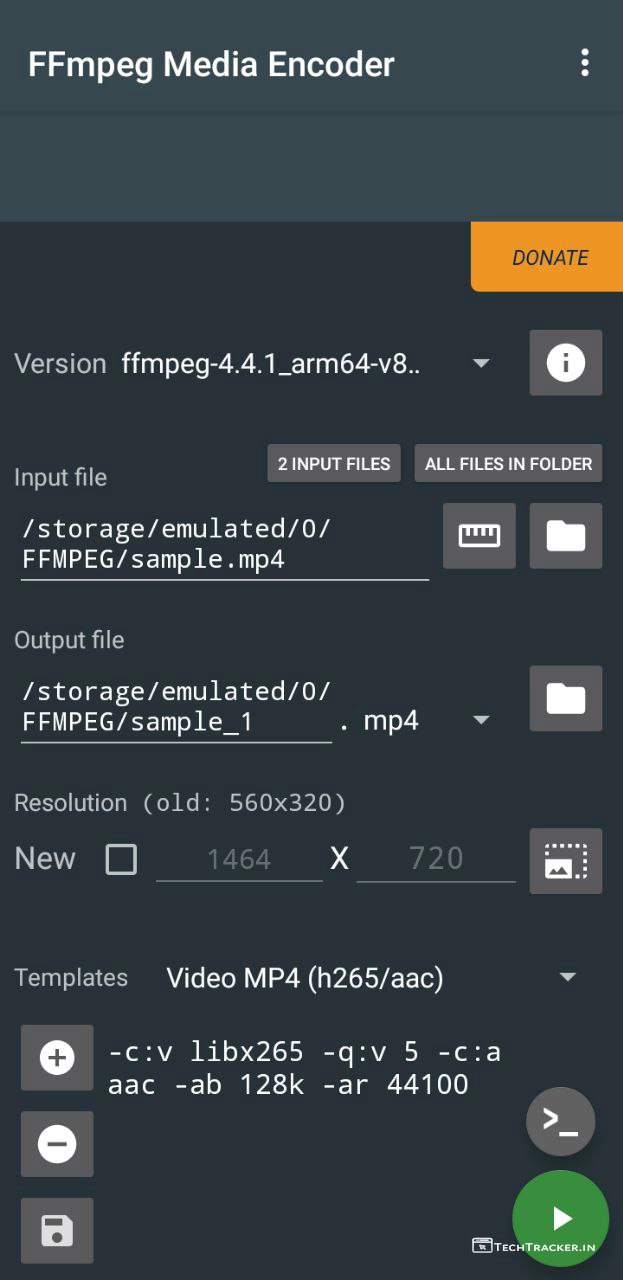 FFmpeg Media Encoder
DONATE
Version ffmpeg-4.4.1_arm64-v8..
2 INPUT FILES ALL FILES IN FOLDER
Input file
/storage/emulated/0/
FFMPEG/sample.mp4
Output file
/storage/emulated/0/
FFMPEG/sample_1 . mp4
Resolution (old: 560x320)
New 1464 X 720
Templates Video MP4 (h265/aac)
-c:v libx265 -q:v 5 -c:a
aac -ab 128k -ar 44100
>_
TECHTRACKER.IN